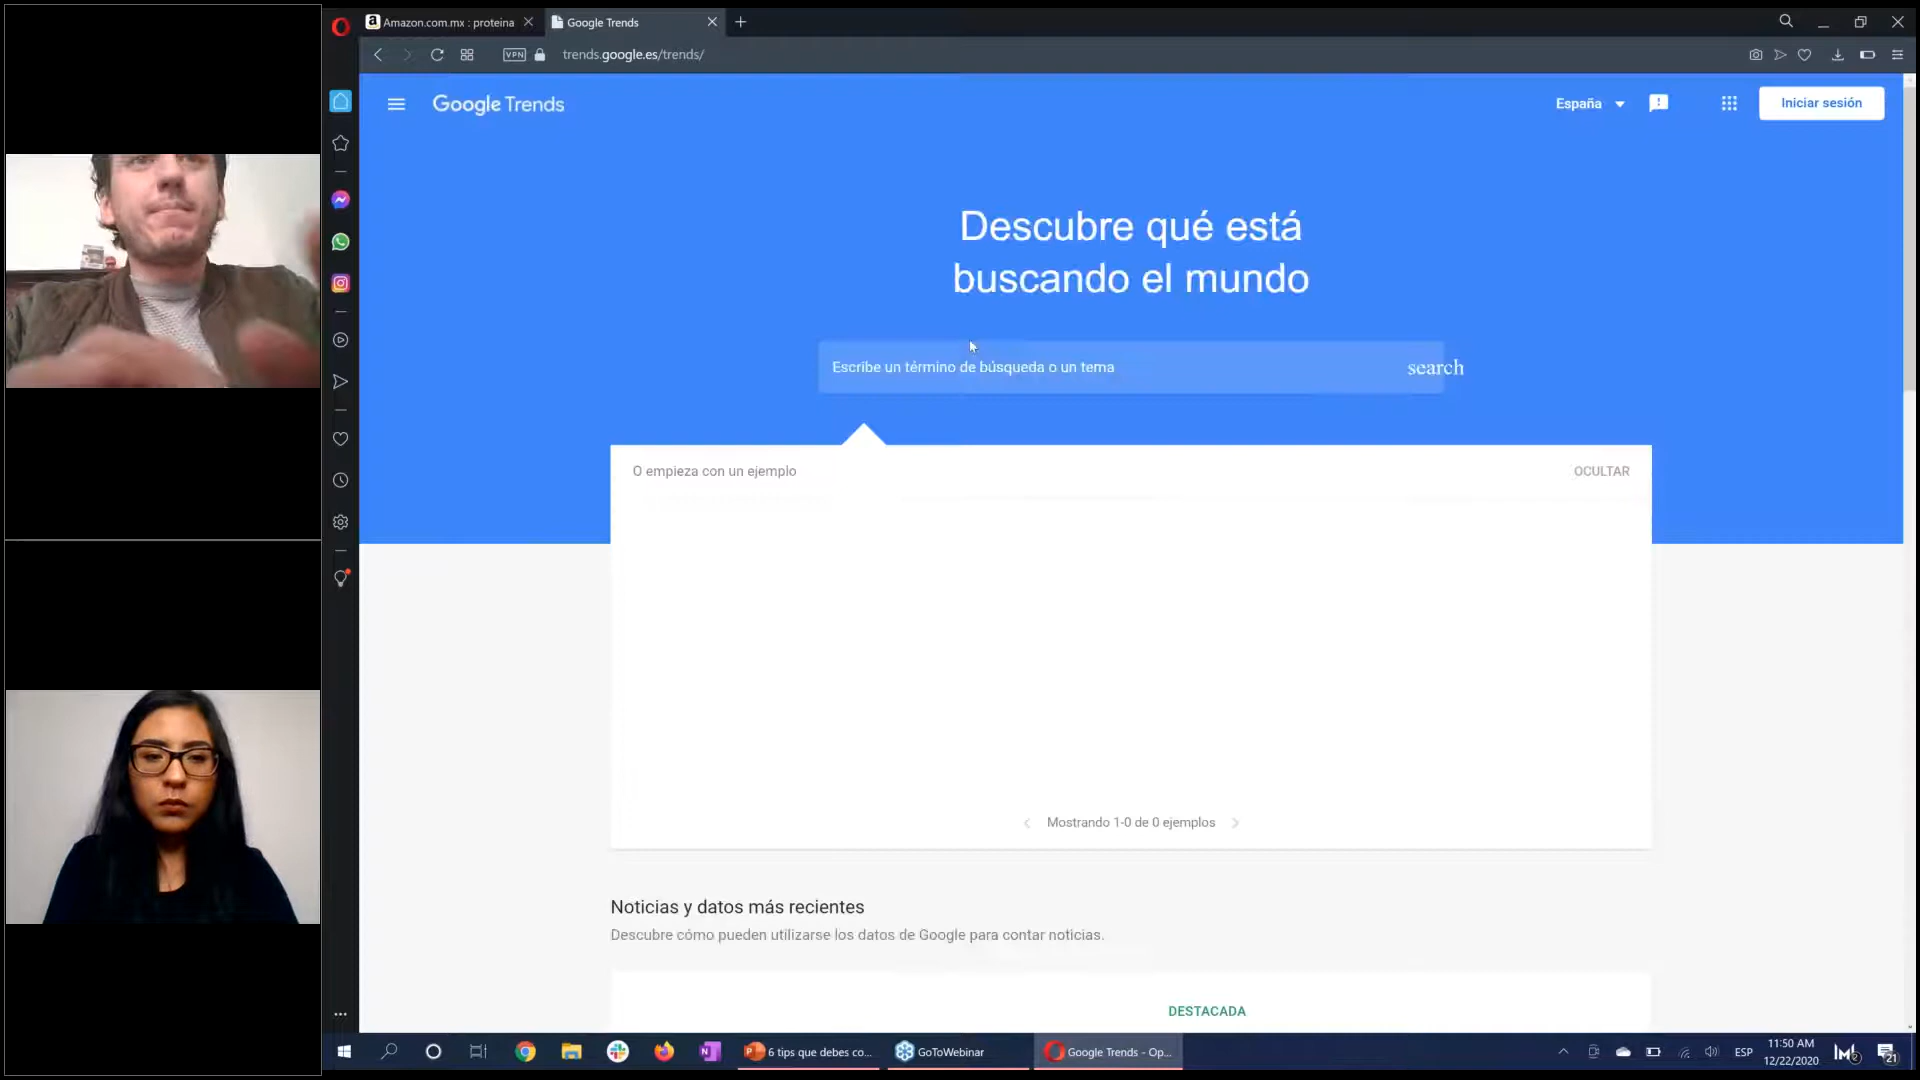 Amazon.com.mx : proteina
Google Trends
VPN
trends.google.es/trends/
Google Trends
España
Iniciar sesión
Descubre qué está
buscando el mundo
Escribe un término de búsqueda o un tema
search
O empieza con un ejemplo
OCULTAR
Mostrando 1-0 de 0 ejemplos
Noticias y datos más recientes
Descubre cómo pueden utilizarse los datos de Google para contar noticias.
DESTACADA
6 tips que debes co...
GoToWebinar
Google Trends - Op...
ESP
11:50 AM
12/22/2020
2
21